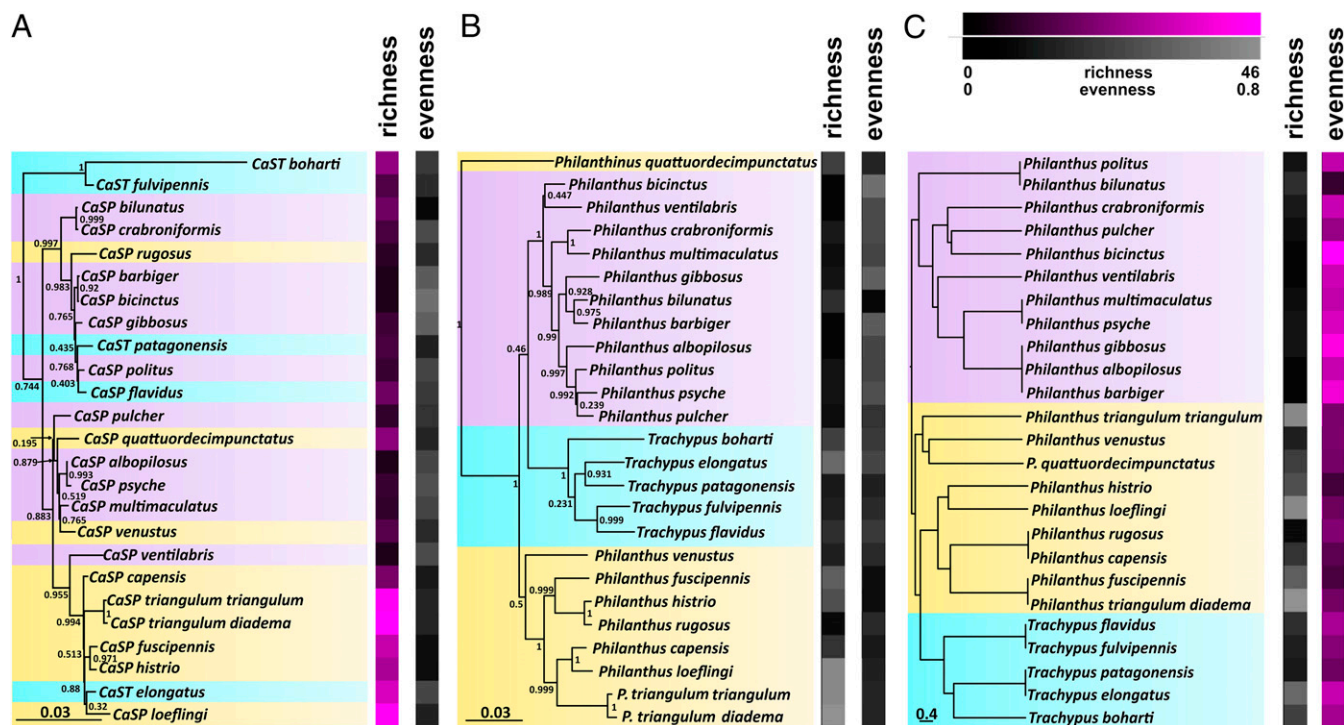 A
richness
evenness
CaST boharti
1
CaST fulvipennis
CaSP bilunatus
0.999
CaSP crabroniformis
0.997
CaSP rugosus
1
0.983
CaSP barbiger
0.92
CaSP bicinctus
0.765
CaSP gibbosus
0.435
CaST patagonensis
0.768
CaSP politus
0.744
0.403
CaSP flavidus
CaSP pulcher
0.195
CaSP quattuordecimpunctatus
0.879
CaSP albopilosus
0.993
CaSP psyche
0.519
CaSP multimaculatus
0.883
0.765
CaSP venustus
CaSP ventilabris
0.955
CaSP capensis
CaSP triangulum triangulum
0.994
1
CaSP triangulum diadema
0.513
CaSP fuscipennis
0.971
CaSP histrio
0.88
CaST elongatus
0.32
CaSP loeflingi
0.03
B
richness
evenness
Philanthinus quattuordecimpunctatus
Philanthus bicinctus
0.447
Philanthus ventilabris
1
Philanthus crabroniformis
1
Philanthus multimaculatus
0.989
Philanthus gibbosus
0.928
Philanthus bilunatus
0.975
Philanthus barbiger
1
0.99
0.46
Philanthus albopilosus
0.997
Philanthus politus
0.992
Philanthus psyche
0.239
Philanthus pulcher
Trachypus boharti
Trachypus elongatus
0.931
1
1
Trachypus patagonensis
0.231
Trachypus fulvipennis
0.999
Trachypus flavidus
Philanthus venustus
Philanthus fuscipennis
0.999
0.5
Philanthus histrio
1
Philanthus rugosus
1
Philanthus capensis
1
Philanthus loeflingi
0.999
P. triangulum triangulum
1
P. triangulum diadema
0.03
C
0 richness 46
0 evenness 0.8
richness
evenness
Philanthus politus
Philanthus bilunatus
Philanthus crabroniformis
Philanthus pulcher
Philanthus bicinctus
Philanthus ventilabris
Philanthus multimaculatus
Philanthus psyche
Philanthus gibbosus
Philanthus albopilosus
Philanthus barbiger
Philanthus triangulum triangulum
Philanthus venustus
P. quattuordecimpunctatus
Philanthus histrio
Philanthus loeflingi
Philanthus rugosus
Philanthus capensis
Philanthus fuscipennis
Philanthus triangulum diadema
Trachypus flavidus
Trachypus fulvipennis
Trachypus patagonensis
Trachypus elongatus
Trachypus boharti
0.4